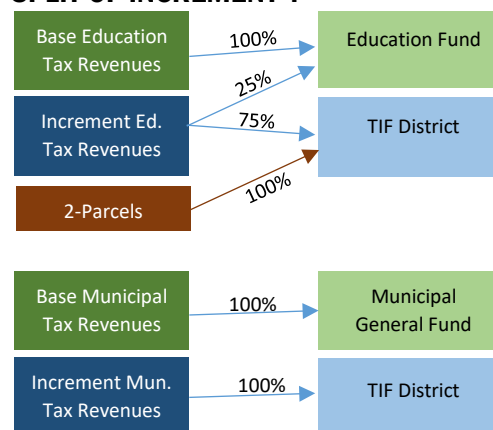 Base Education
Tax Revenues
100%
Education Fund
25%
Increment Ed.
Tax Revenues
75%
TIF District
2-Parcels
100%
Base Municipal
Tax Revenues
100%
Municipal
General Fund
Increment Mun.
Tax Revenues
100%
TIF District